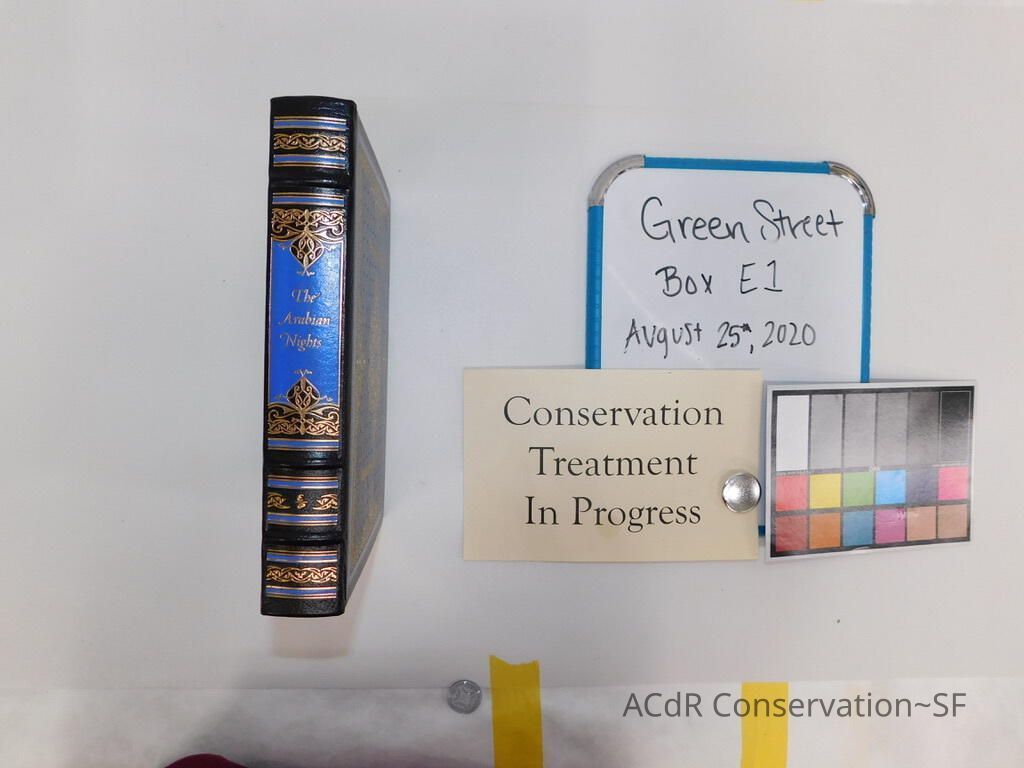 The
Arabian
Nights
Green Street
Box E1
August 25th, 2020
Conservation
Treatment
In Progress
ACdR Conservation~SF